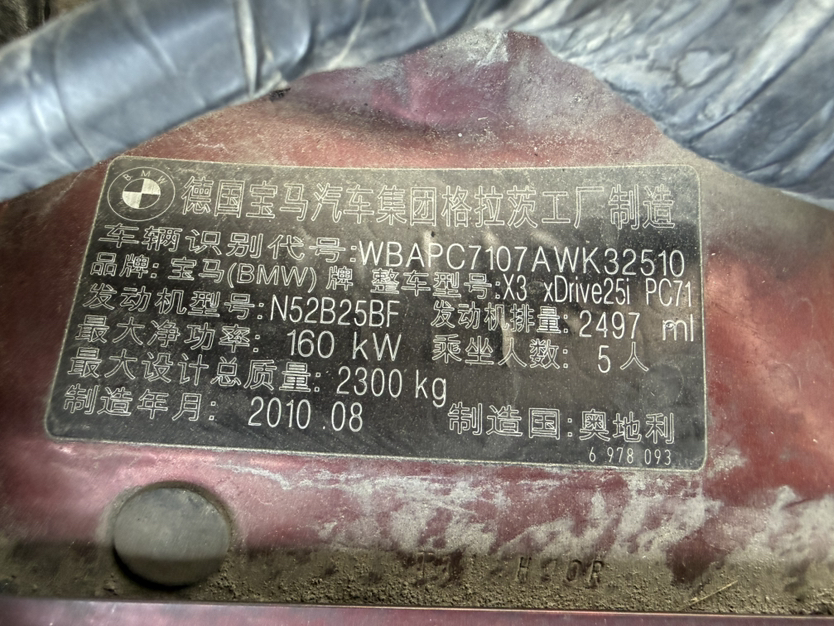 BMW
德国宝马汽车集团格拉茨工厂制造
车辆识别代号:WBAPC7107AWK32510
品牌:宝马(BMW)牌 整车型号:X3 xDrive25i PC71
发动机型号:N52B25BF 发动机排量:2497 ml
最大净功率: 160 kW 乘坐人数: 5人
最大设计总质量: 2300 kg
制造年月: 2010.08 制造国:奥地利
6 978 093